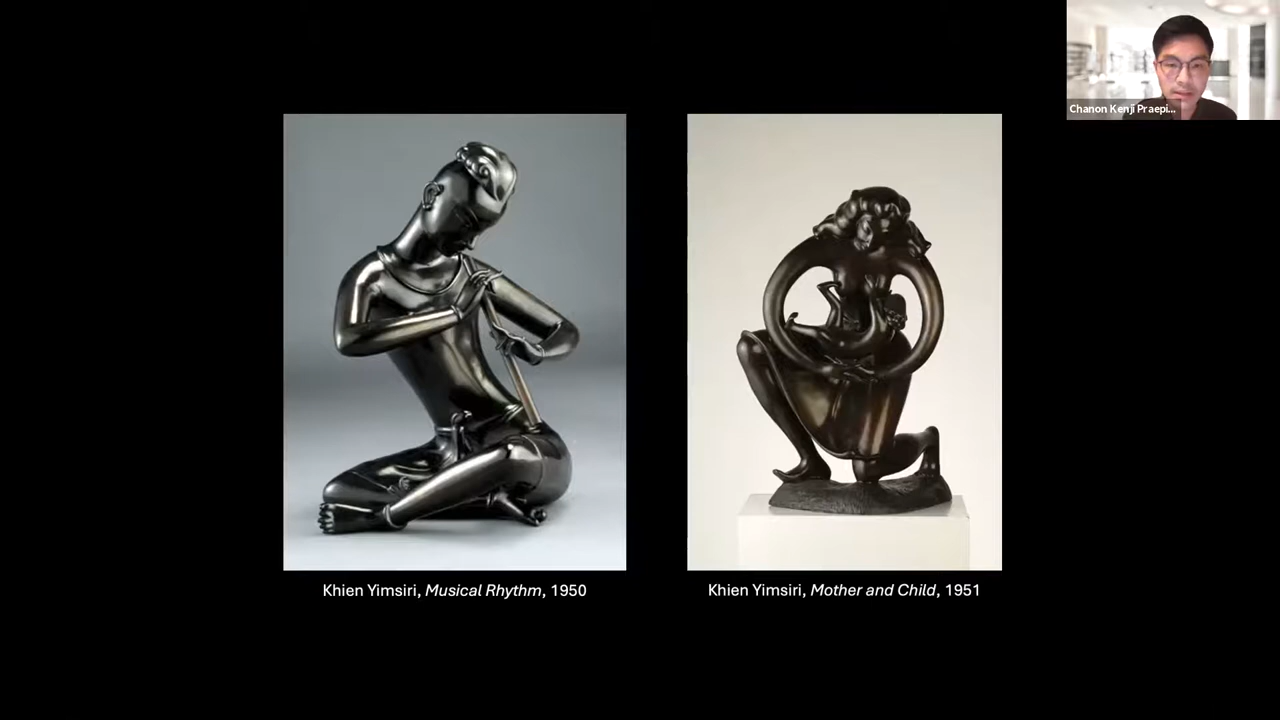 Chanon Kenji Praepi...
Khien Yimsiri, Musical Rhythm, 1950
Khien Yimsiri, Mother and Child, 1951